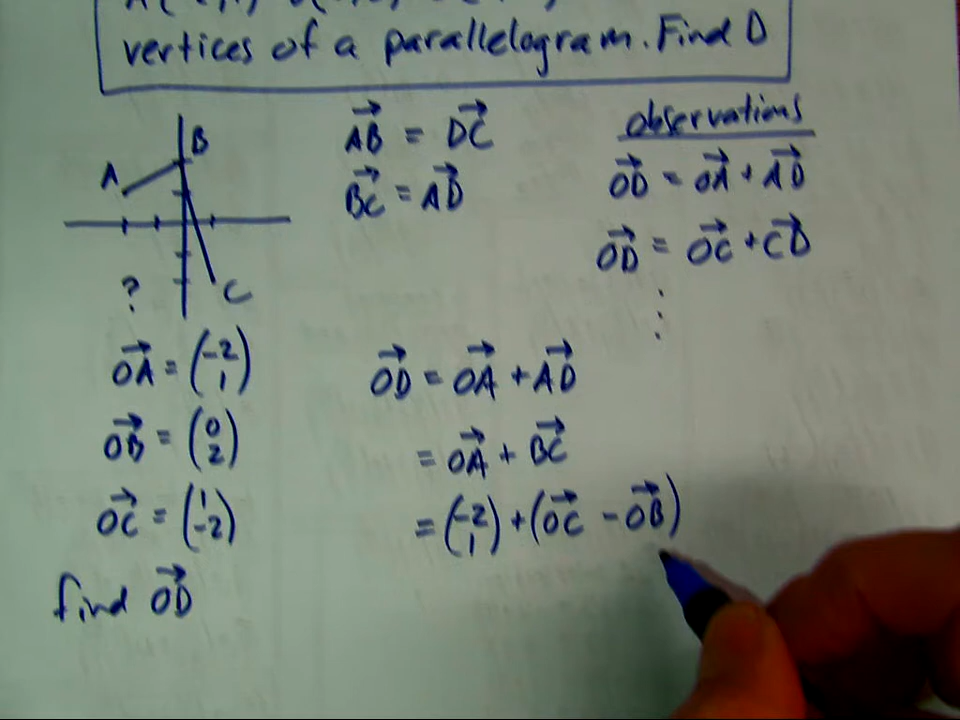 vertices of a parallelogram. Find D
B
A
?
C
AB→ = DC→
BC→ = AD→
observations
OD→ = OA→ + AD→
OD→ = OC→ + CD→
⋮
OA→ = (-2 1)
OB→ = (0 2)
OC→ = (1 -2)
find OD→
OD→ = OA→ + AD→
= OA→ + BC→
= (-2 1) + (OC→ - OB→)